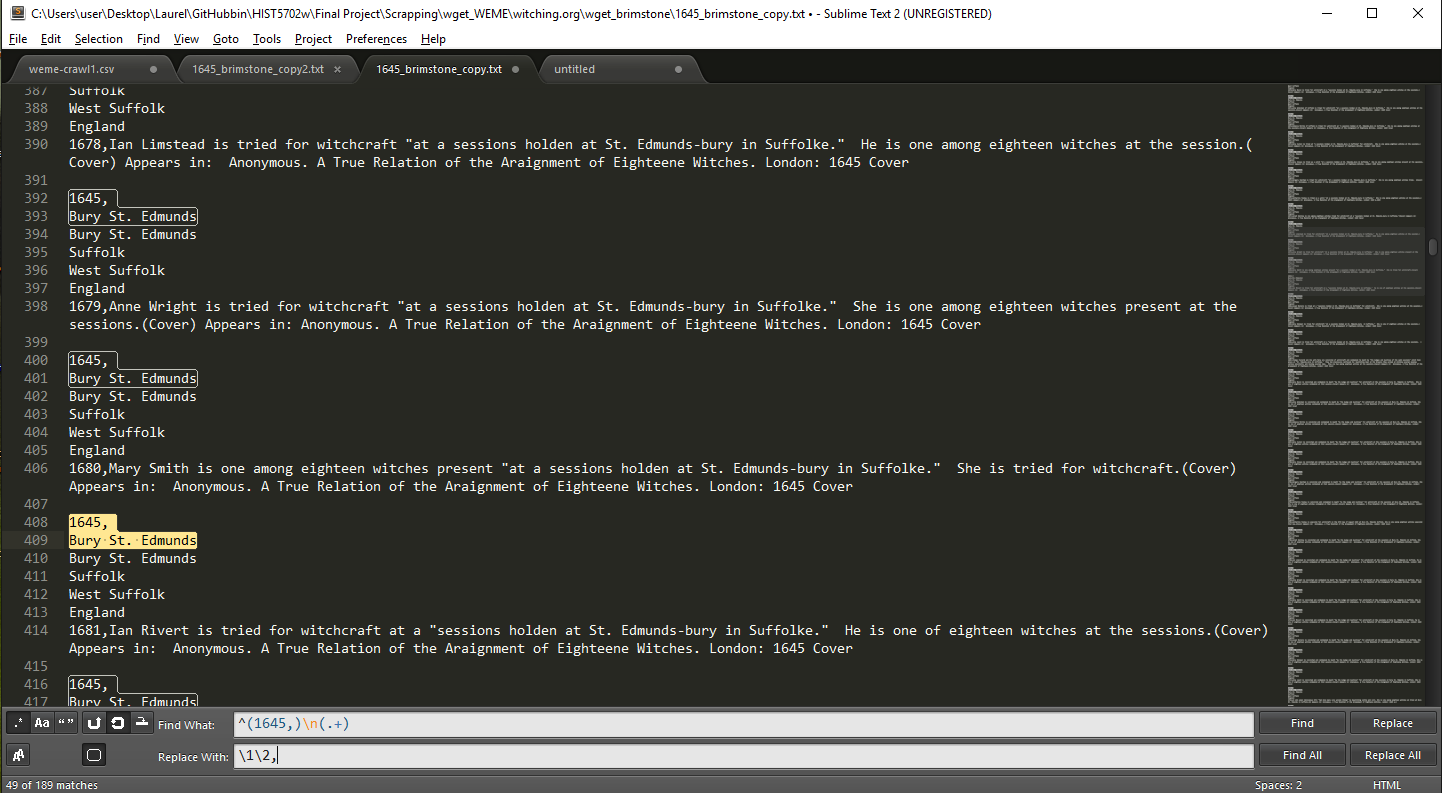 C:\Users\user\Desktop\Laurel\GitHubbin\HIST5702w\Final Project\Scrapping\wget_WEME\witching.org\wget_brimstone\1645_brimstone_copy.txt • - Sublime Text 2 (UNREGISTERED)
File Edit Selection Find View Goto Tools Project Preferences Help
weme-crawl1.csv 1645_brimstone_copy2.txt × 1645_brimstone_copy.txt untitled
387 Suffolk
388 West Suffolk
389 England
390 1678,Ian Limstead is tried for witchcraft "at a sessions holden at St. Edmunds-bury in Suffolke."  He is one among eighteen witches at the session.(
Cover) Appears in:  Anonymous. A True Relation of the Araignment of Eighteene Witches. London: 1645 Cover
391
392 1645,
393 Bury St. Edmunds
394 Bury St. Edmunds
395 Suffolk
396 West Suffolk
397 England
398 1679,Anne Wright is tried for witchcraft "at a sessions holden at St. Edmunds-bury in Suffolke."  She is one among eighteen witches present at the
sessions.(Cover) Appears in: Anonymous. A True Relation of the Araignment of Eighteene Witches. London: 1645 Cover
399
400 1645,
401 Bury St. Edmunds
402 Bury St. Edmunds
403 Suffolk
404 West Suffolk
405 England
406 1680,Mary Smith is one among eighteen witches present "at a sessions holden at St. Edmunds-bury in Suffolke."  She is tried for witchcraft.(Cover)
Appears in:  Anonymous. A True Relation of the Araignment of Eighteene Witches. London: 1645 Cover
407
408 1645,
409 Bury St. Edmunds
410 Bury St. Edmunds
411 Suffolk
412 West Suffolk
413 England
414 1681,Ian Rivert is tried for witchcraft at a "sessions holden at St. Edmunds-bury in Suffolke."  He is one of eighteen witches at the sessions.(Cover)
Appears in:  Anonymous. A True Relation of the Araignment of Eighteene Witches. London: 1645 Cover
415
416 1645,
417 Bury St. Edmunds
.* Aa “” Find What: ^(1645,)\n(.+) Find Replace
Replace With: \1\2, Find All Replace All
49 of 189 matches Spaces: 2 HTML